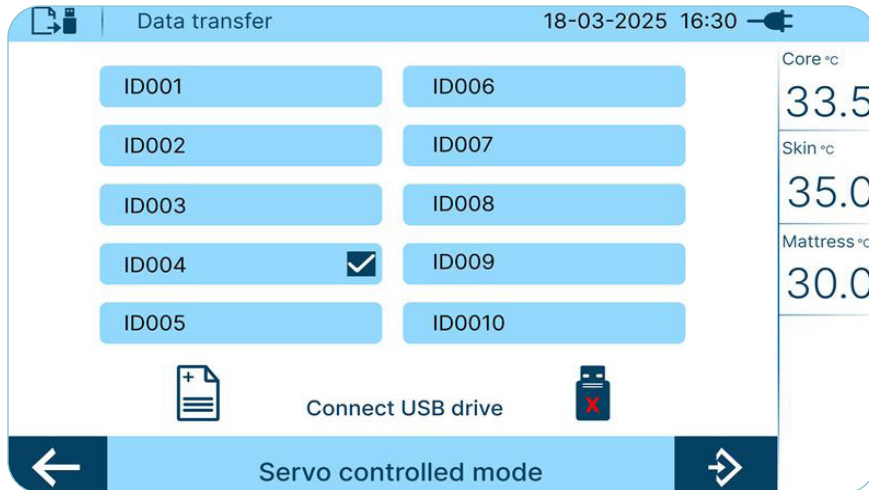 Data transfer
18-03-2025 16:30
ID001
ID002
ID003
ID004
ID005
ID006
ID007
ID008
ID009
ID0010
Connect USB drive
X
Servo controlled mode
Core °C
33.5
Skin °C
35.0
Mattress °C
30.0